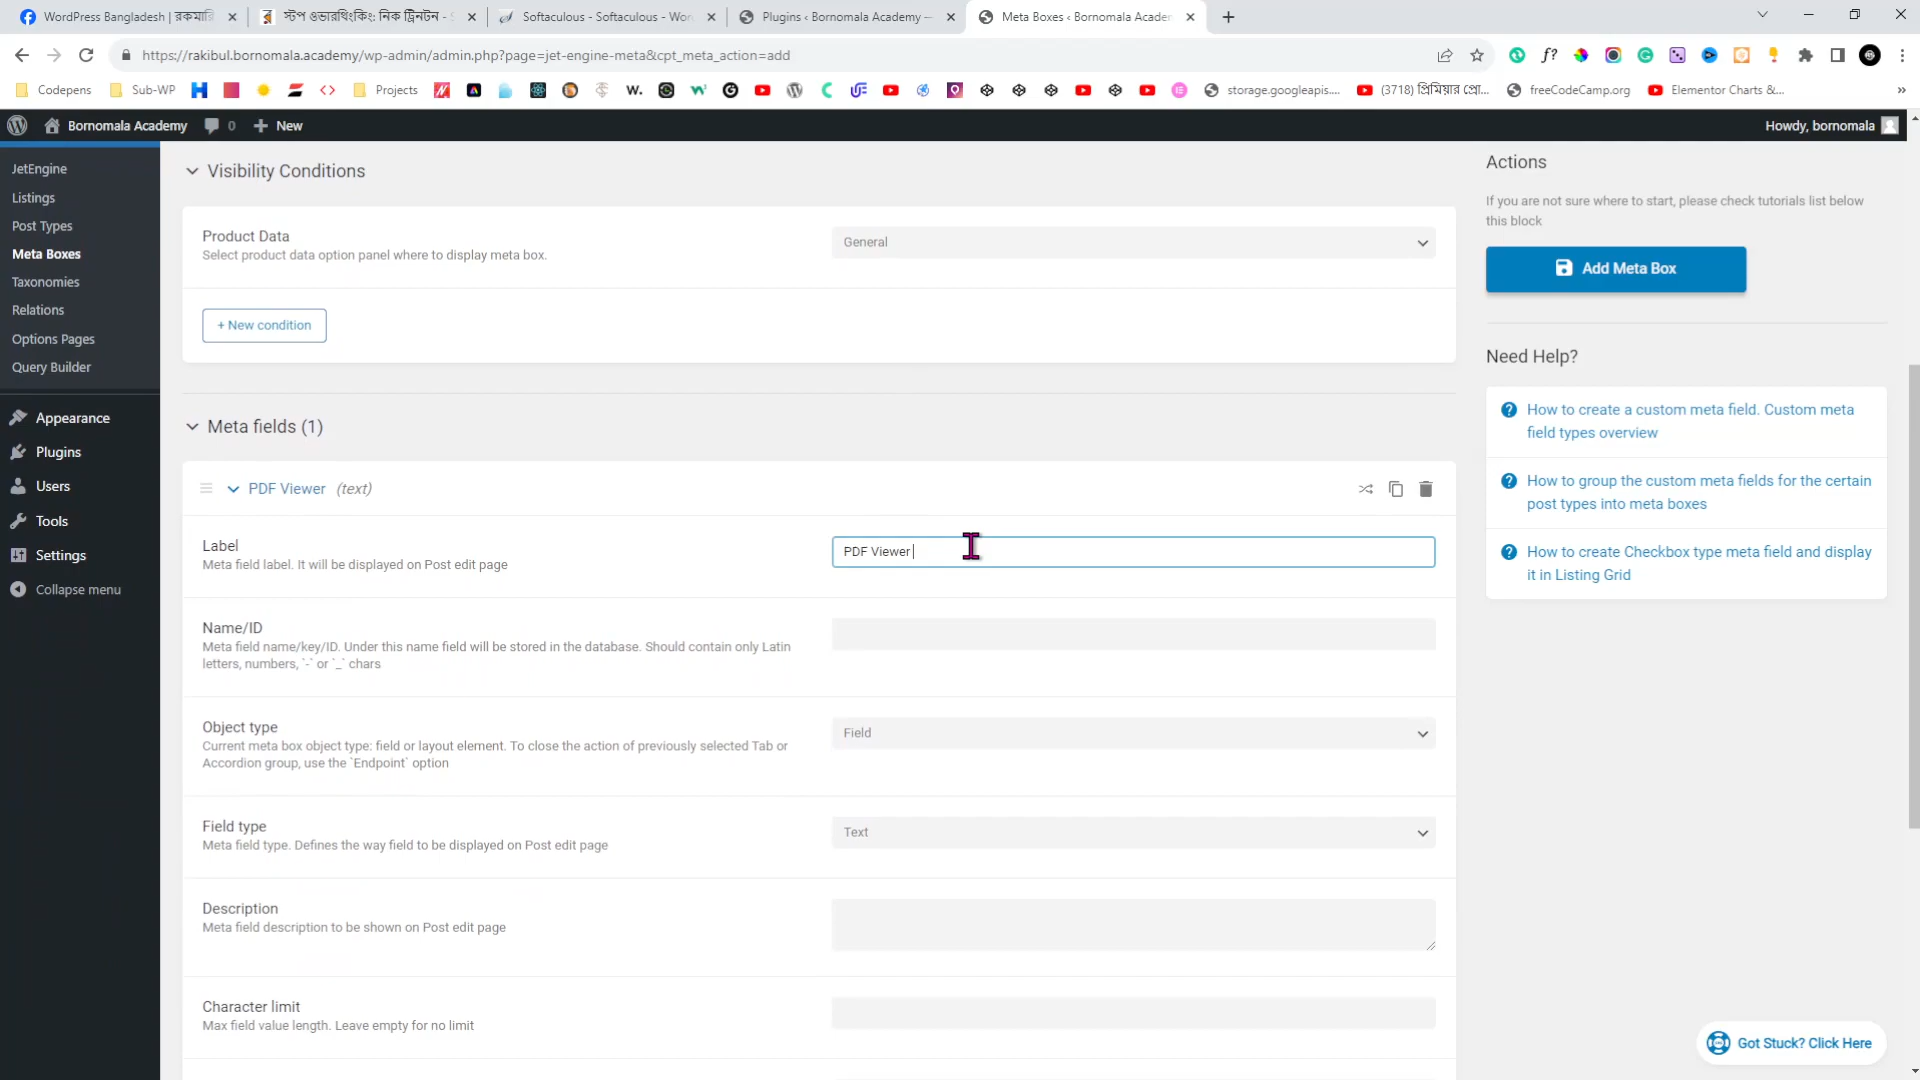 WordPress Bangladesh | রকমারি
স্টপ ওভারথিংকিং: নিক ট্রিনটন - S
Softaculous - Softaculous - Wor
Plugins ‹ Bornomala Academy —
Meta Boxes ‹ Bornomala Acader
https://rakibul.bornomala.academy/wp-admin/admin.php?page=jet-engine-meta&cpt_meta_action=add
Codepens
Sub-WP
Projects
storage.googleapis....
(3718) প্রিমিয়ার প্রো...
freeCodeCamp.org
Elementor Charts &...
Bornomala Academy
0
New
Howdy, bornomala
JetEngine
Listings
Post Types
Meta Boxes
Taxonomies
Relations
Options Pages
Query Builder
Appearance
Plugins
Users
Tools
Settings
Collapse menu
Visibility Conditions
Product Data
Select product data option panel where to display meta box.
General
+ New condition
Meta fields (1)
PDF Viewer (text)
Label
Meta field label. It will be displayed on Post edit page
PDF Viewer
Name/ID
Meta field name/key/ID. Under this name field will be stored in the database. Should contain only Latin
letters, numbers, `-` or `_` chars
Object type
Current meta box object type: field or layout element. To close the action of previously selected Tab or
Accordion group, use the `Endpoint` option
Field
Field type
Meta field type. Defines the way field to be displayed on Post edit page
Text
Description
Meta field description to be shown on Post edit page
Character limit
Max field value length. Leave empty for no limit
Actions
If you are not sure where to start, please check tutorials list below
this block
Add Meta Box
Need Help?
How to create a custom meta field. Custom meta
field types overview
How to group the custom meta fields for the certain
post types into meta boxes
How to create Checkbox type meta field and display
it in Listing Grid
Got Stuck? Click Here